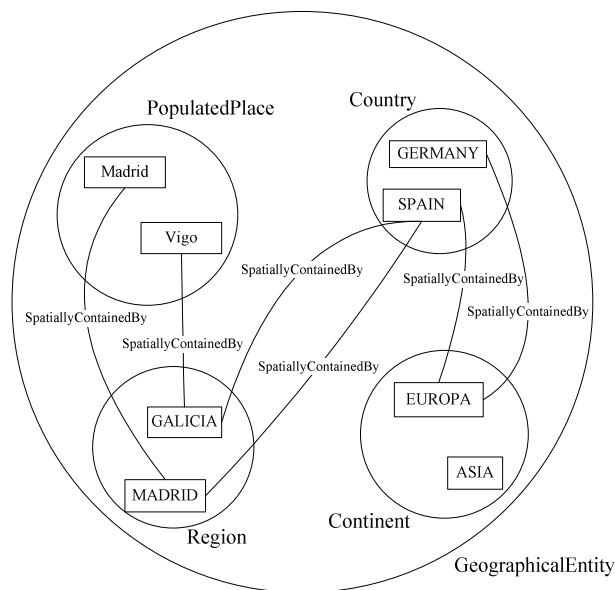 Country
PopulatedPlace
GERMANY
Madrid
SPAIN
Vigo
SpatiallyContainedBy
SpatiallyContainedBy
SpatiallyContainedBy
SpatiallyContainedBy
SpatiallyContainedBy
SpatiallyContainedBy
EUROPA
GALICIA
ASIA
MADRID
Continent
Region
GeographicalEntity